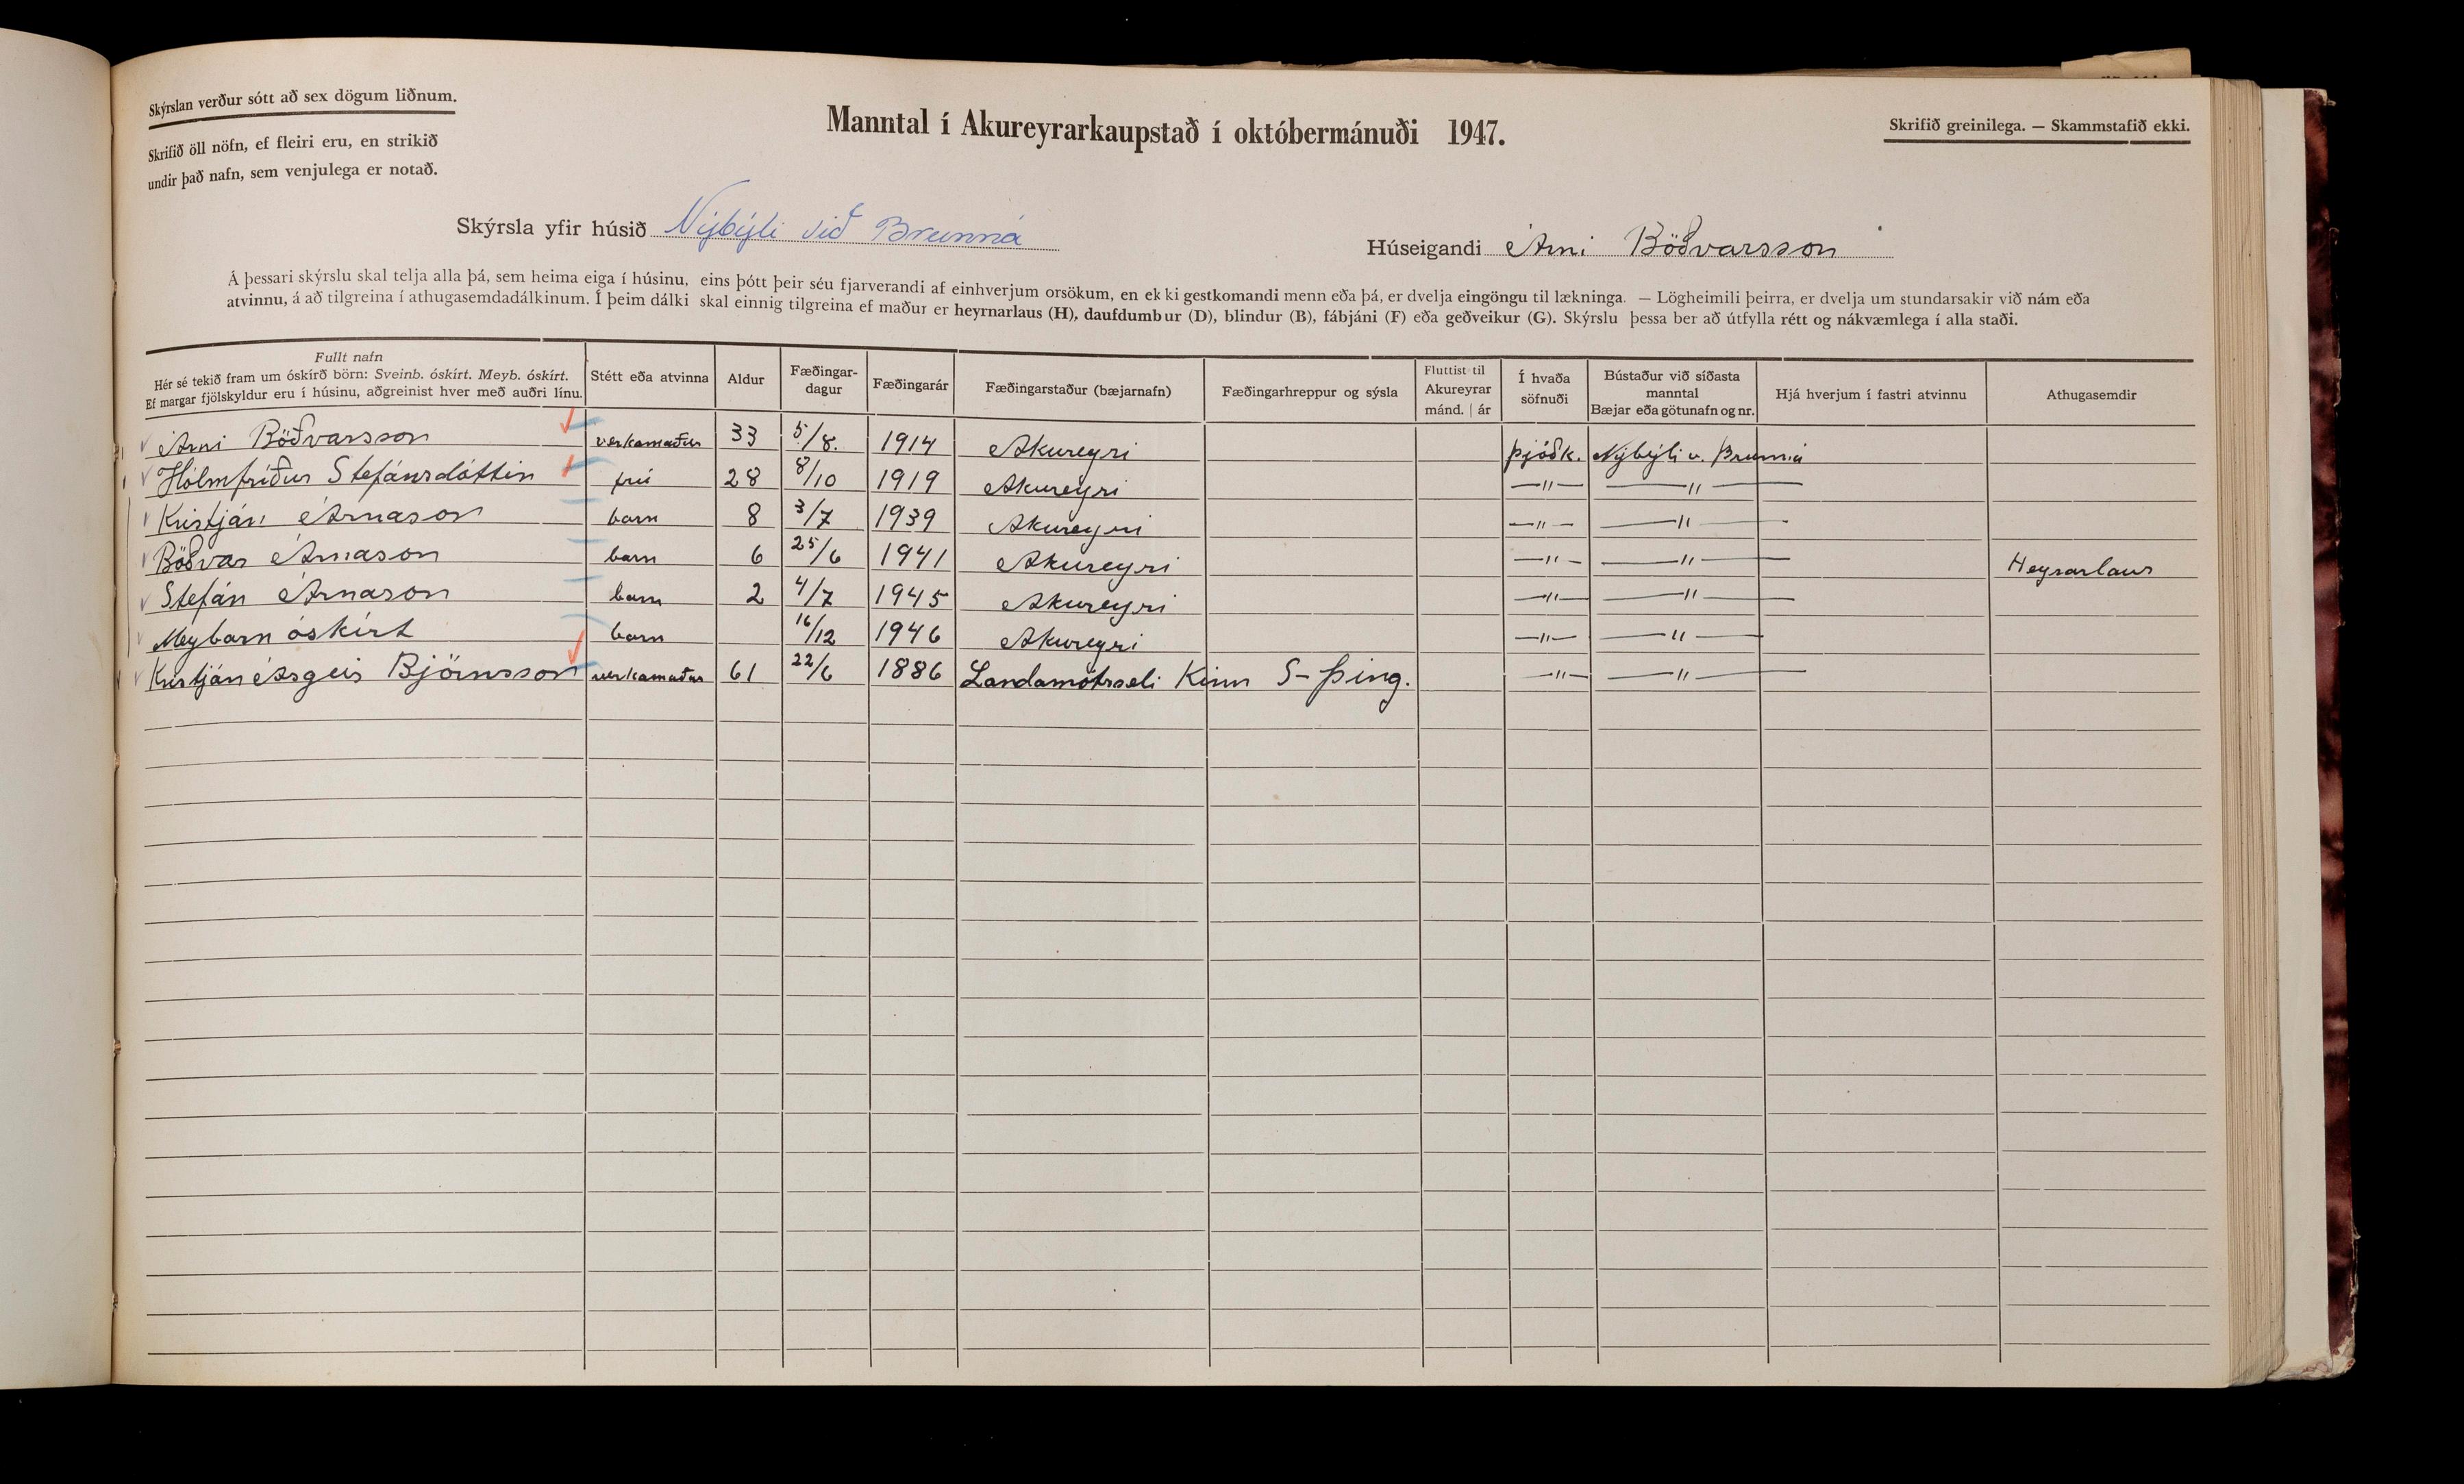 Skýrslan verður sótt að sex dögum liðnum.
Skrifið öll nöfn, ef fleiri eru, en strikið
undir það nafn, sem venjulega er notað.
Manntal í Akureyrarkaupstað í októbermánuði 1947.
Skrifið greinilega. — Skammstafið ekki.
Skýrsla yfir húsið Nýbýli við Brunná
Húseigandi Árni Böðvarsson
Á þessari skýrslu skal telja alla þá, sem heima eiga í húsinu, eins þótt þeir séu fjarverandi af einhverjum orsökum, en ekki gestkomandi menn eða þá, er dvelja eingöngu til lækninga. — Lögheimili þeirra, er dvelja um stundarsakir við nám eða
atvinnu, á að tilgreina í athugasemdadálkinum. Í þeim dálki skal einnig tilgreina ef maður er heyrnarlaus (H), daufdumbur (D), blindur (B), fábjáni (F) eða geðveikur (G). Skýrslu þessa ber að útfylla rétt og nákvæmlega í alla staði.
Fullt nafn
Hér sé tekið fram um óskírð börn: Sveinb. óskírt. Meyb. óskírt.
Ef margar fjölskyldur eru í húsinu, aðgreinist hver með auðri línu.
Stétt eða atvinna
Aldur
Fæðingar-
dagur
Fæðingarár
Fæðingarstaður (bæjarnafn)
Fæðingarhreppur og sýsla
Fluttist til
Akureyrar
mánd. | ár
Í hvaða
söfnuði
Bústaður við síðasta
manntal
Bæjar eða götunafn og nr.
Hjá hverjum í fastri atvinnu
Athugasemdir
Árni Böðvarsson verkamaður 33 5/8. 1914 Akureyri þjóðk. Nýbýli v. Brunná
Hólmfríður Stefánsdóttir frú 28 8/10 1919 Akureyri —〃— —〃—
Kristján Árnason barn 8 3/7 1939 Akureyri —〃— —〃—
Böðvar Árnason barn 6 25/6 1941 Akureyri —〃— —〃— Heyrarlaus
Stefán Árnason barn 2 4/7 1945 Akureyri —〃— —〃—
Meybarn óskírt barn 16/12 1946 Akureyri —〃— —〃—
Kristján Ásgeir Björnsson verkamaður 61 22/6 1886 Landamótsseli Kinn S-Þing. —〃— —〃—